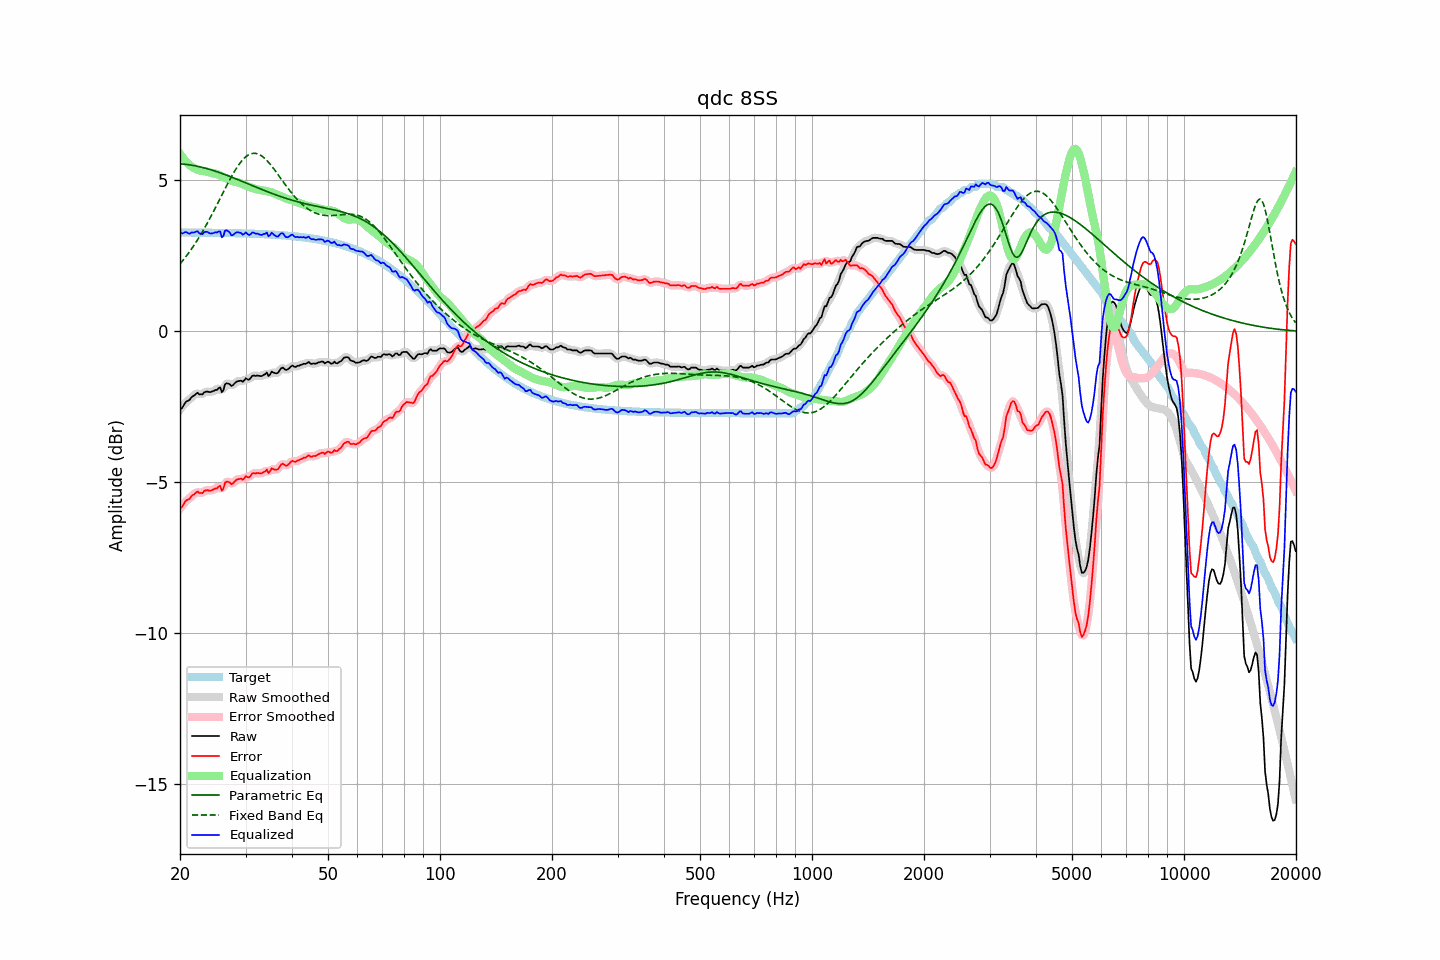 qdc 8SS
Amplitude (dBr)
5
0
−5
−10
−15
Target
Raw Smoothed
Error Smoothed
Raw
Error
Equalization
Parametric Eq
Fixed Band Eq
Equalized
20 50 100 200 500 1000 2000 5000 10000 20000
Frequency (Hz)